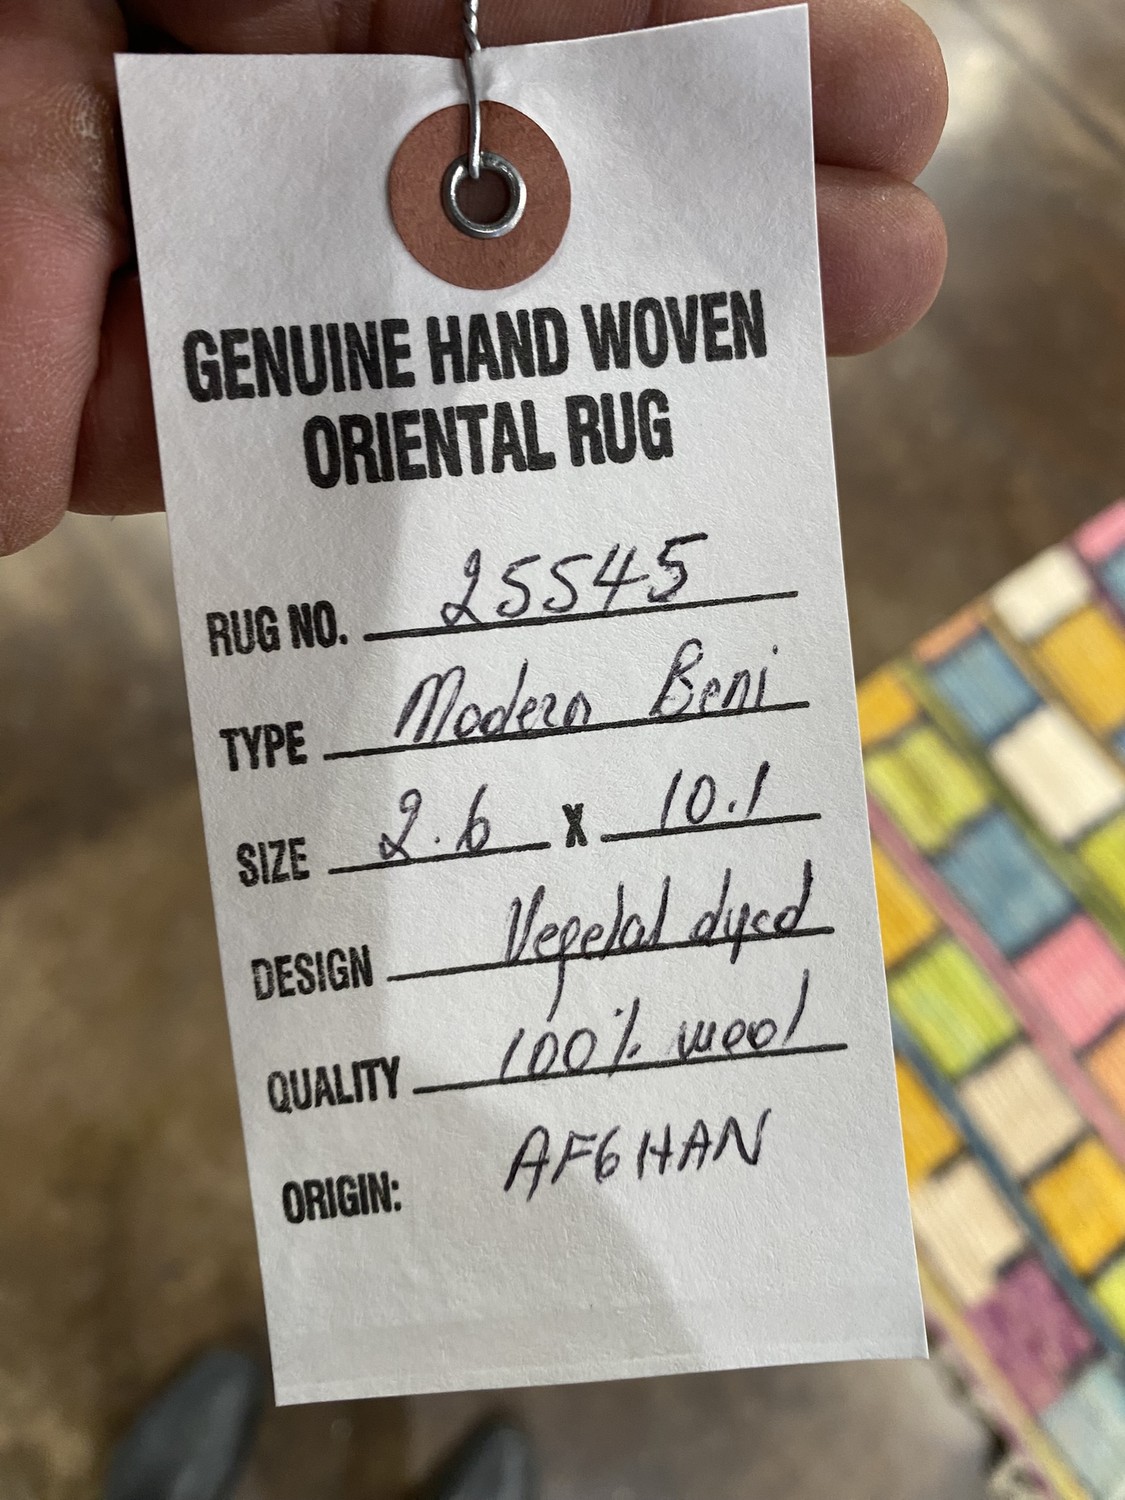 GENUINE HAND WOVEN
ORIENTAL RUG
RUG NO. 25545
TYPE Modern Beni
SIZE 2.6 X 10.1
DESIGN Vegetal dyed
QUALITY 100% wool
ORIGIN: AFGHAN